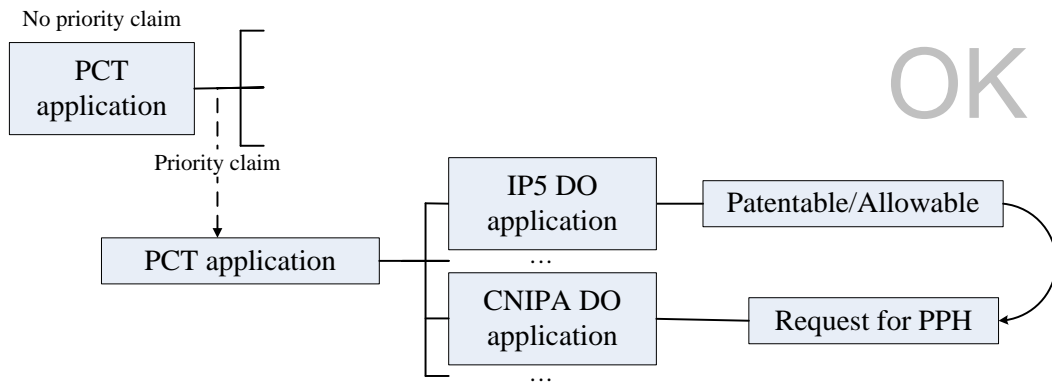 No priority claim
PCT
application
OK
Priority claim
IP5 DO
application
Patentable/Allowable
PCT application
…
CNIPA DO
application
Request for PPH
…